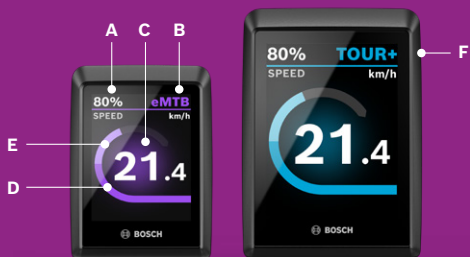 A C B
80% eMTB
SPEED km/h
E
21.4
D
BOSCH
80% TOUR+
SPEED km/h
F
21.4
BOSCH